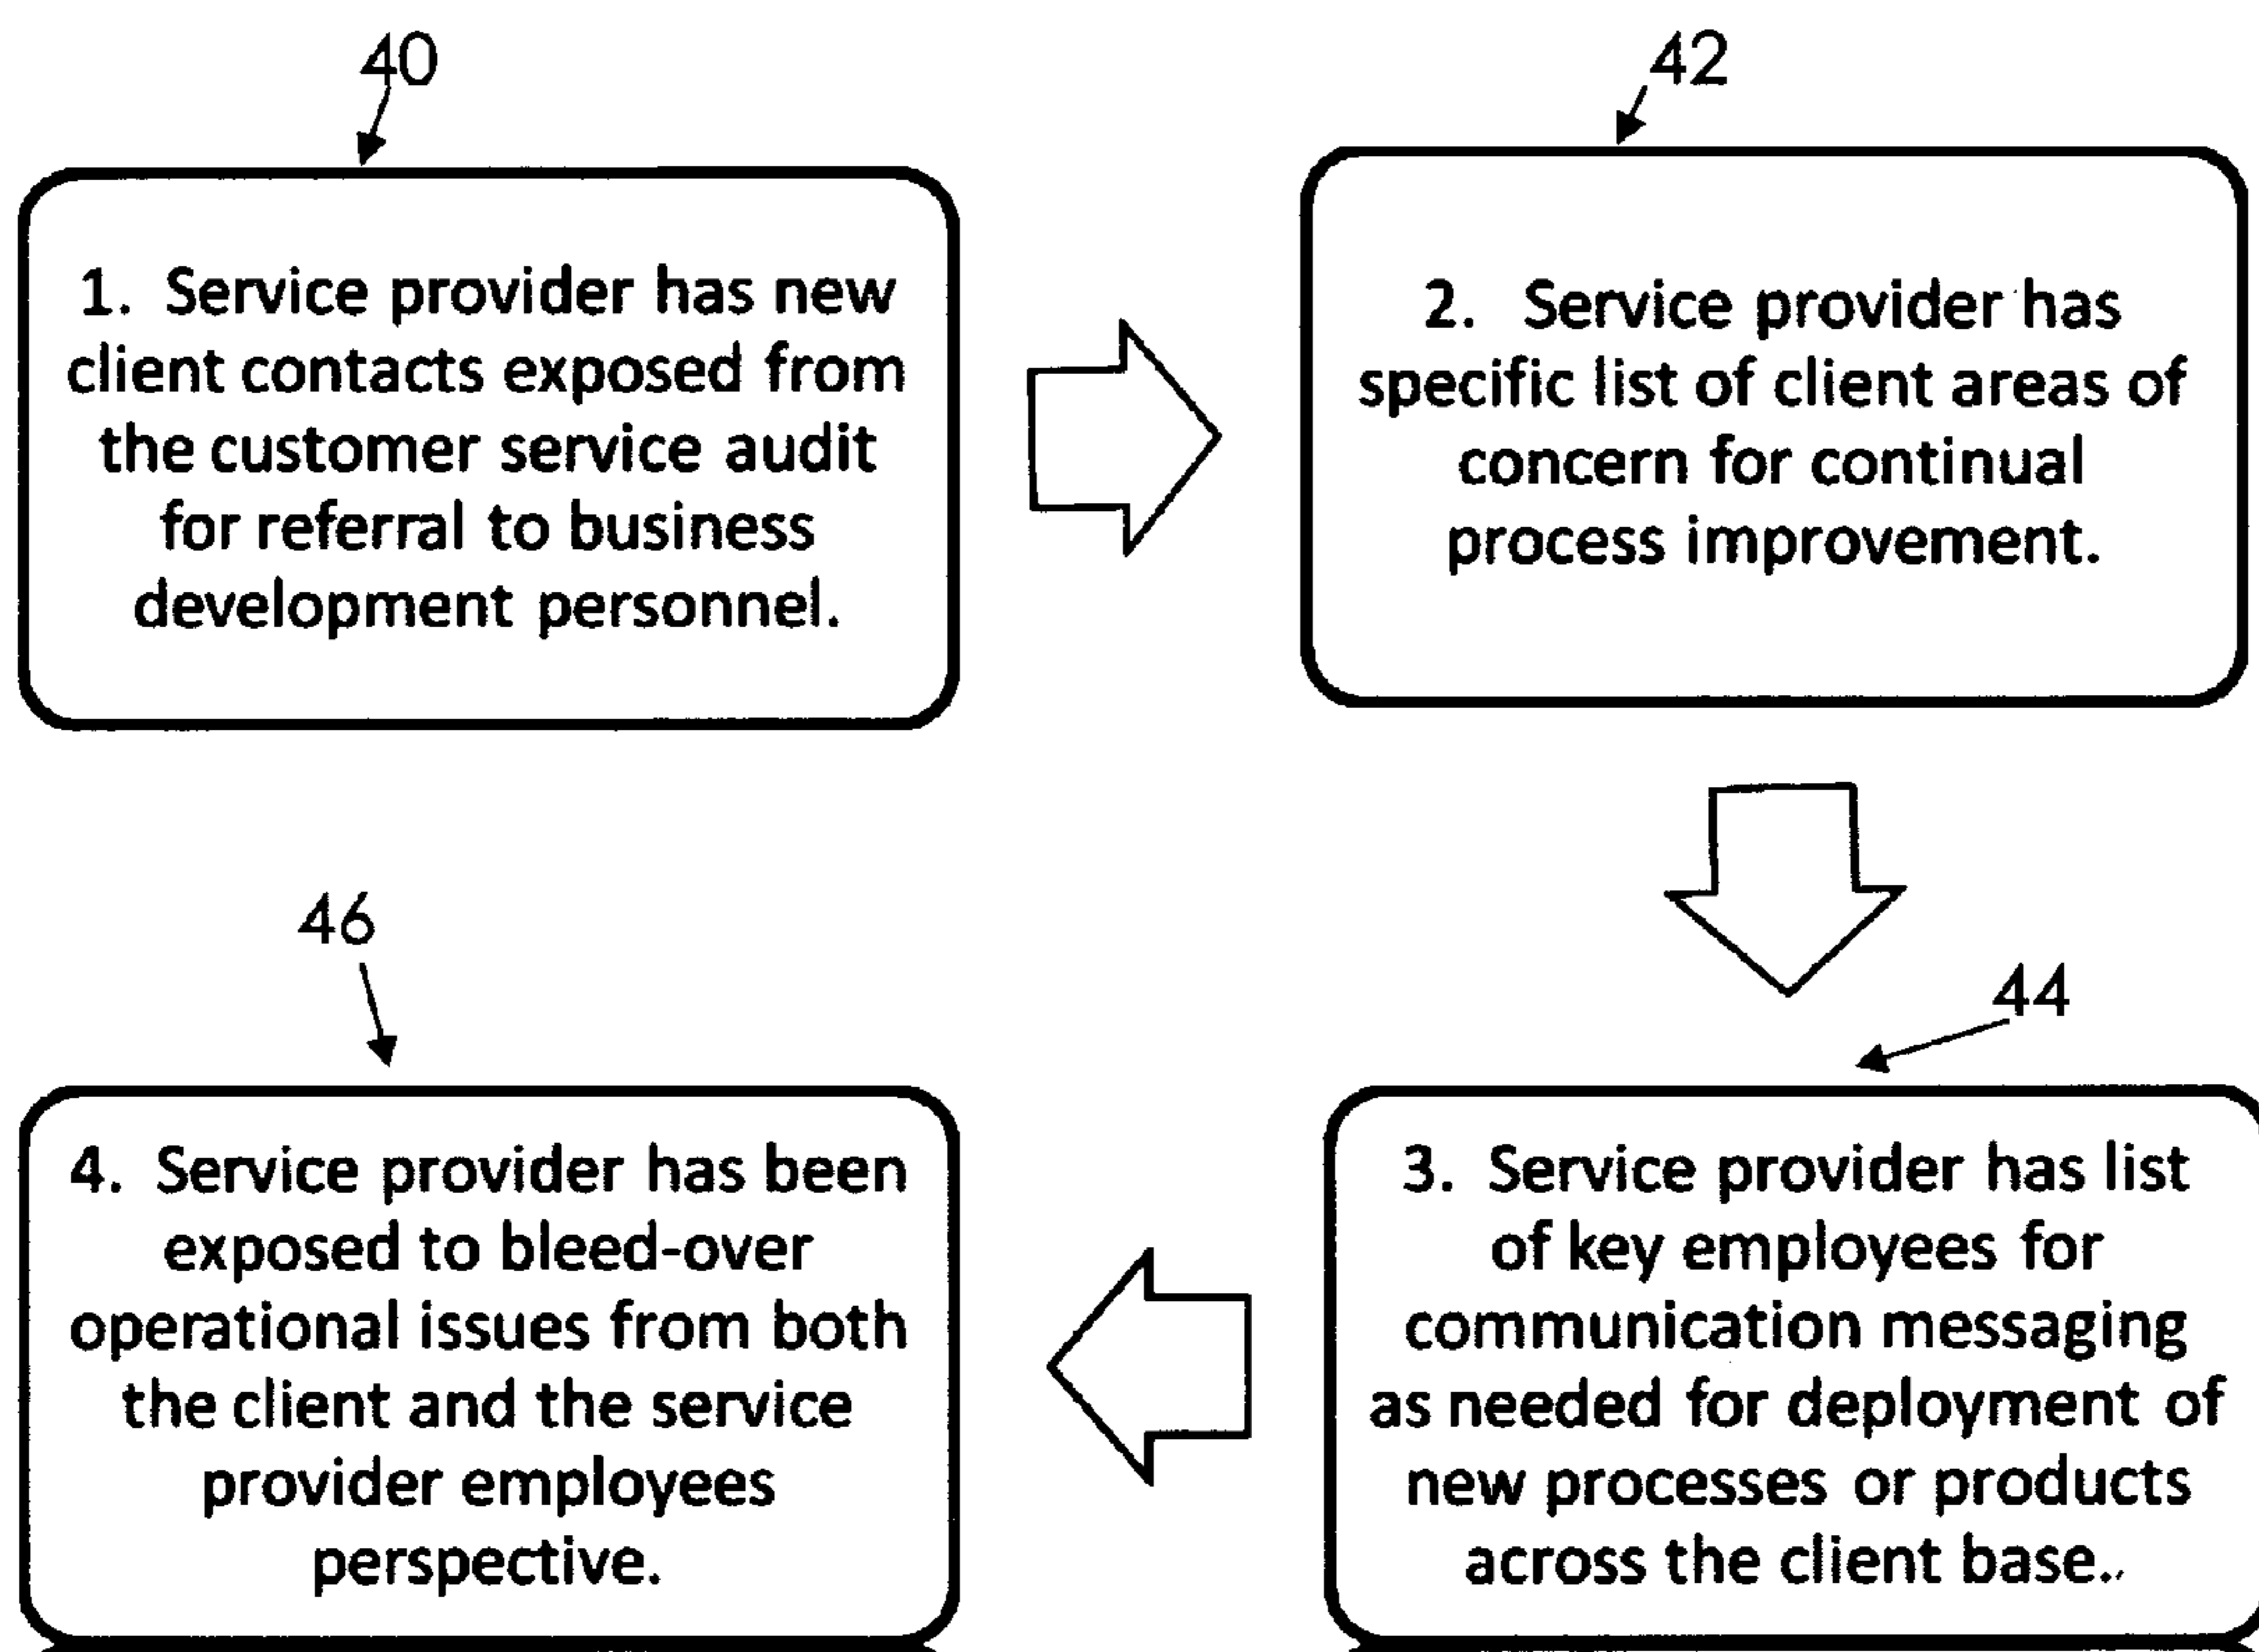 40
1. Service provider has new
client contacts exposed from
the customer service audit
for referral to business
development personnel.
42
2. Service provider has
specific list of client areas of
concern for continual
process improvement.
44
3. Service provider has list
of key employees for
communication messaging
as needed for deployment of
new processes or products
across the client base..
46
4. Service provider has been
exposed to bleed-over
operational issues from both
the client and the service
provider employees
perspective.